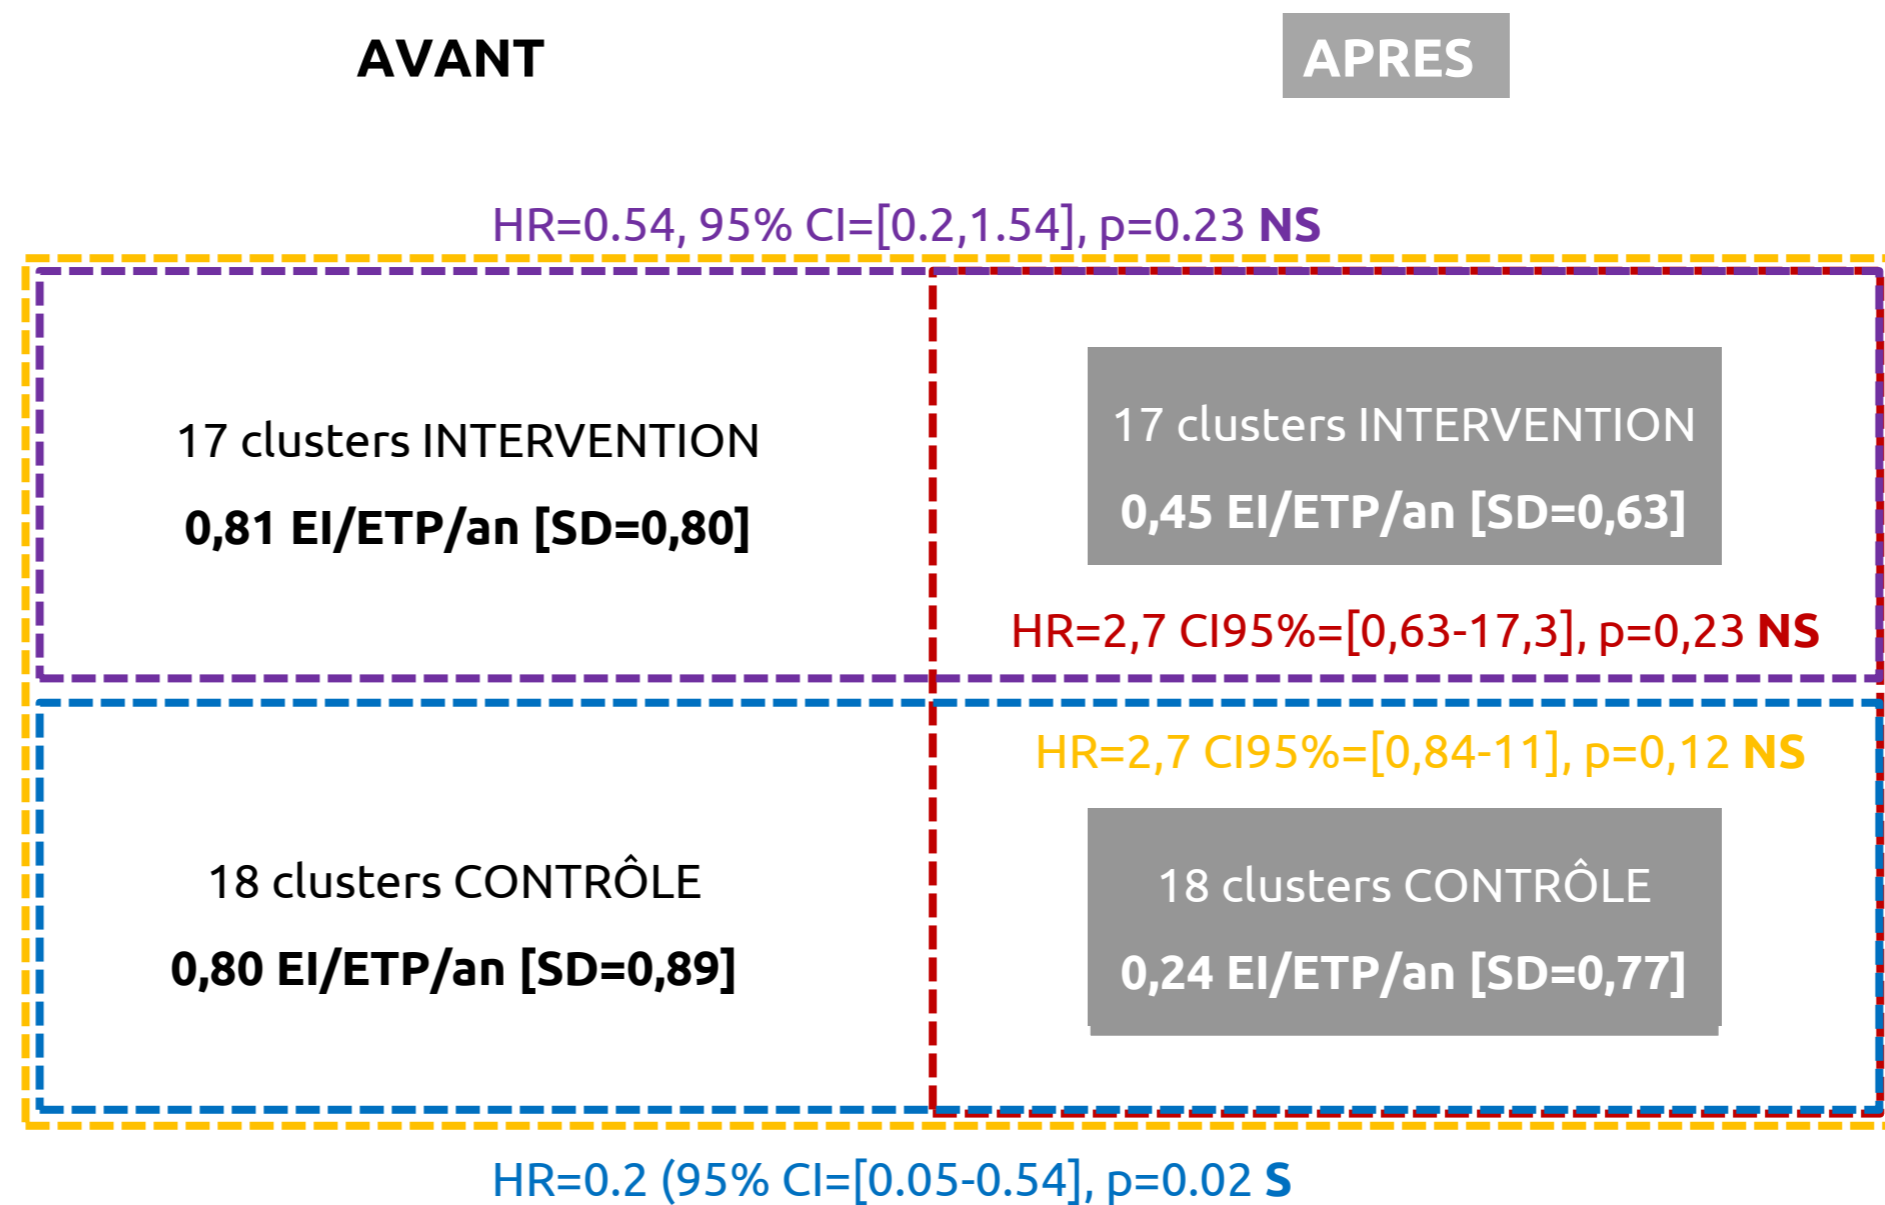 AVANT
APRES
HR=0.54, 95% CI=[0.2,1.54], p=0.23 NS
17 clusters INTERVENTION
0,81 EI/ETP/an [SD=0,80]
17 clusters INTERVENTION
0,45 EI/ETP/an [SD=0,63]
HR=2,7 CI95%=[0,63-17,3], p=0,23 NS
HR=2,7 CI95%=[0,84-11], p=0,12 NS
18 clusters CONTRÔLE
0,80 EI/ETP/an [SD=0,89]
18 clusters CONTRÔLE
0,24 EI/ETP/an [SD=0,77]
HR=0.2 (95% CI=[0.05-0.54], p=0.02 S